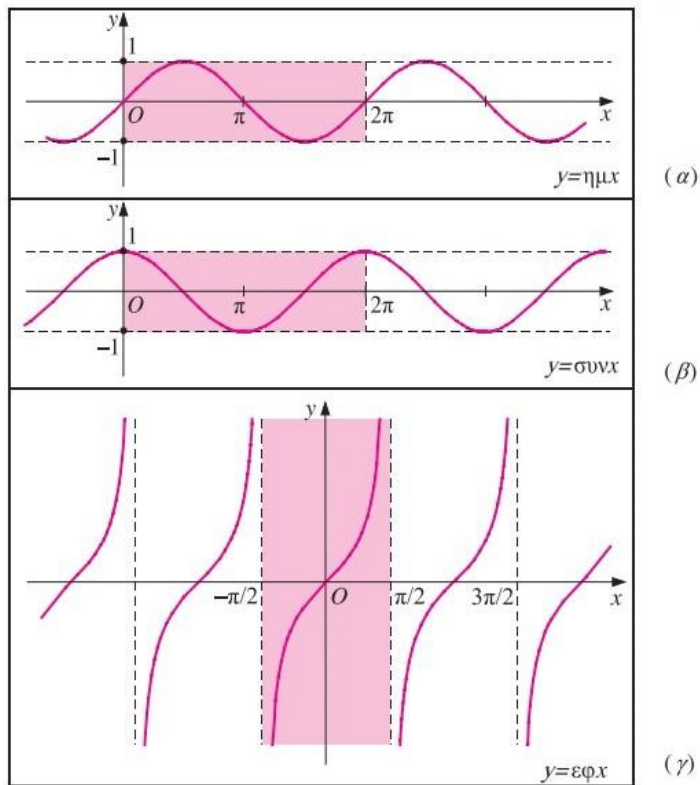 y
1
O π 2π x
−1
y=ημx
(α)
y
1
O π 2π x
−1
y=συνx
(β)
y
−π/2 O π/2 3π/2 x
y=εφx
(γ)